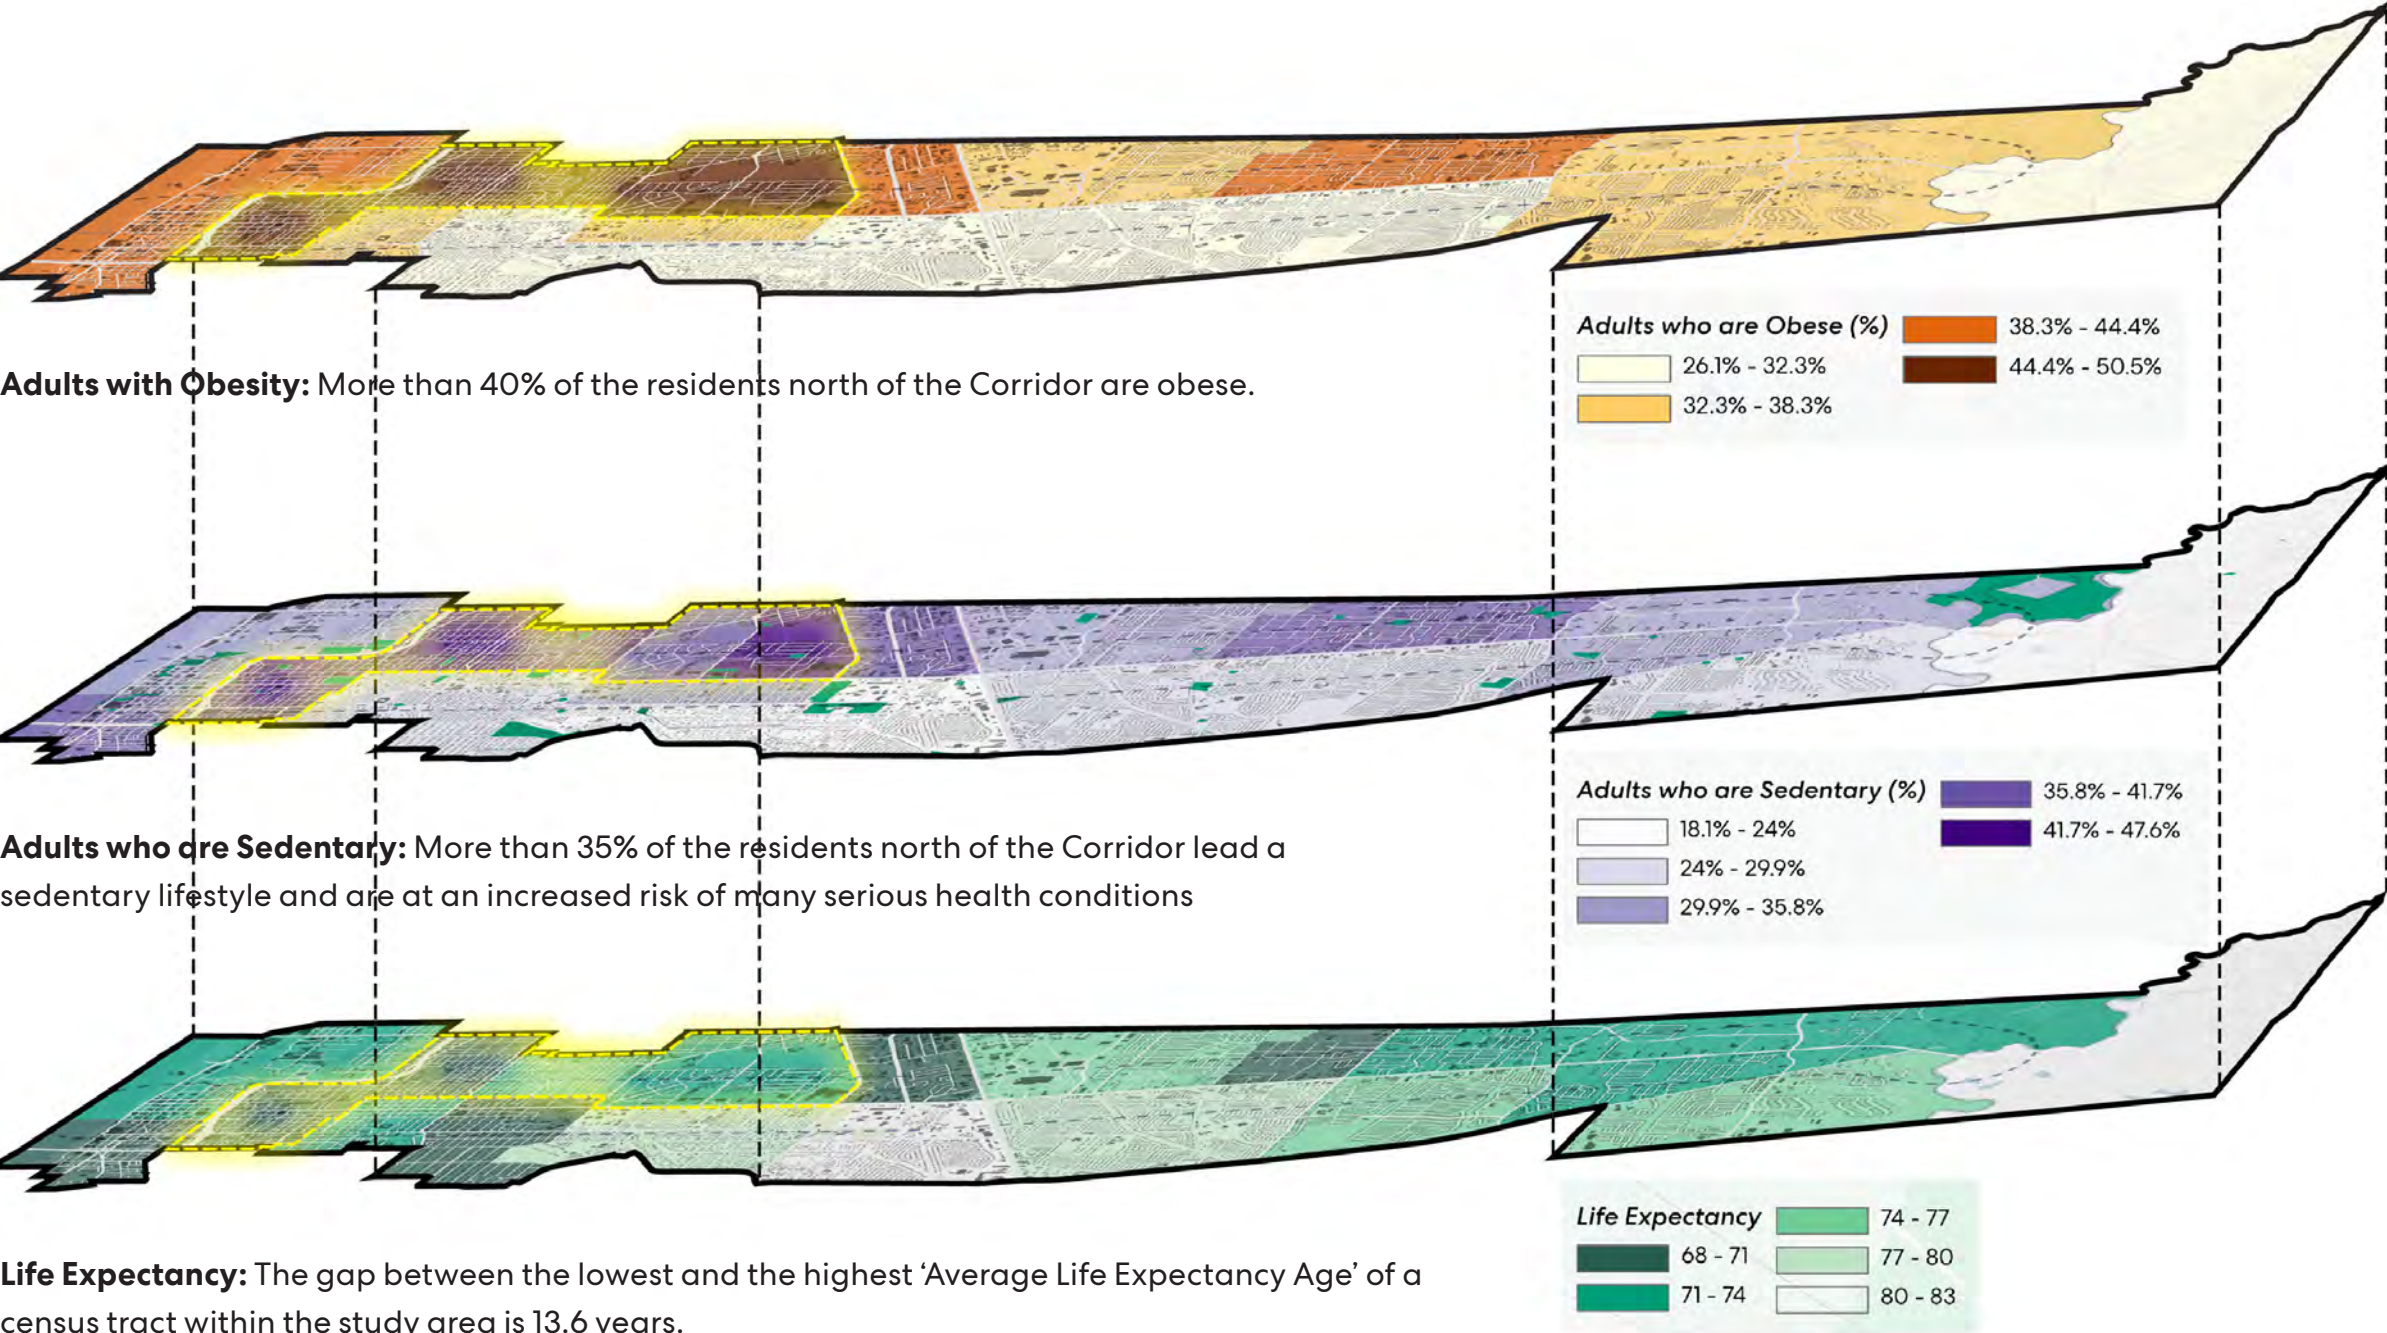 Adults who are Obese (%)
26.1% - 32.3%
32.3% - 38.3%
38.3% - 44.4%
44.4% - 50.5%
Adults with Obesity: More than 40% of the residents north of the Corridor are obese.
Adults who are Sedentary (%)
18.1% - 24%
24% - 29.9%
29.9% - 35.8%
35.8% - 41.7%
41.7% - 47.6%
Adults who are Sedentary: More than 35% of the residents north of the Corridor lead a
sedentary lifestyle and are at an increased risk of many serious health conditions
Life Expectancy
68 - 71
71 - 74
74 - 77
77 - 80
80 - 83
Life Expectancy: The gap between the lowest and the highest ‘Average Life Expectancy Age’ of a
census tract within the study area is 13.6 years.